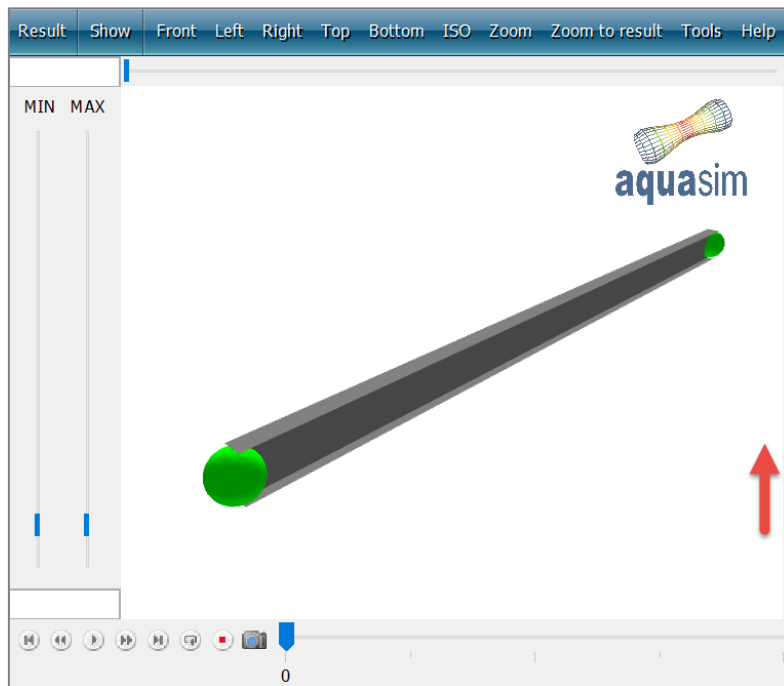 Result Show Front Left Right Top Bottom ISO Zoom Zoom to result Tools Help
MIN MAX
aquasim
0